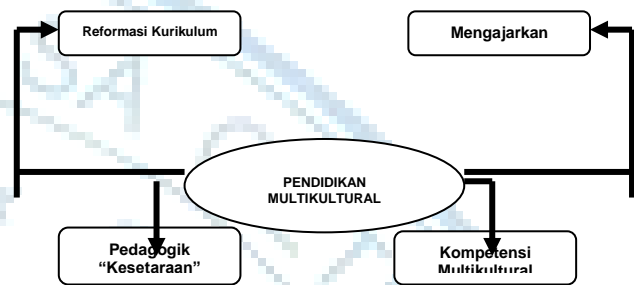 Reformasi Kurikulum
Mengajarkan
PENDIDIKAN
MULTIKULTURAL
Pedagogik
“Kesetaraan”
Kompetensi
Multikultural